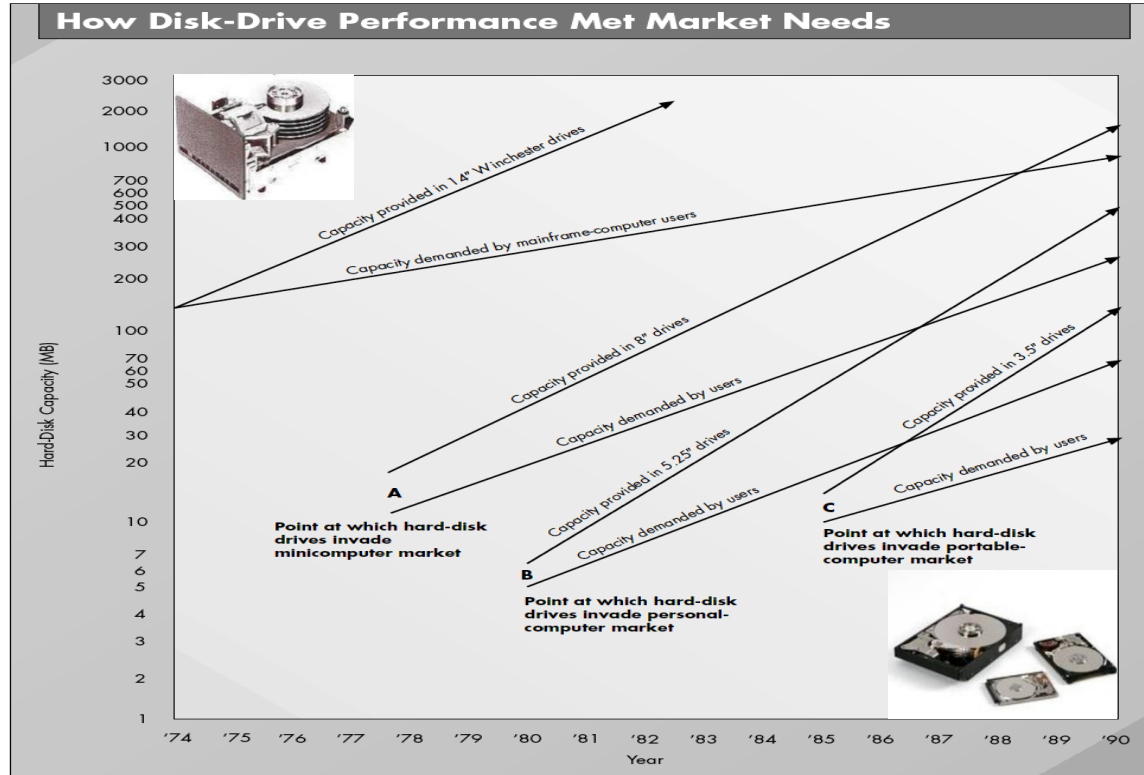 How Disk-Drive Performance Met Market Needs
Hard-Disk Capacity (MB)
3000
2000
1000
700
600
500
400
300
200
100
70
60
50
40
30
20
10
7
6
5
4
3
2
1
Capacity provided in 14" Winchester drives
Capacity demanded by mainframe-computer users
Capacity provided in 8" drives
Capacity demanded by users
Capacity provided in 5.25" drives
Capacity demanded by users
Capacity provided in 3.5" drives
Capacity demanded by users
A
Point at which hard-disk
drives invade
minicomputer market
B
Point at which hard-disk
drives invade personal-
computer market
C
Point at which hard-disk
drives invade portable-
computer market
'74 '75 '76 '77 '78 '79 '80 '81 '82 '83 '84 '85 '86 '87 '88 '89 '90
Year